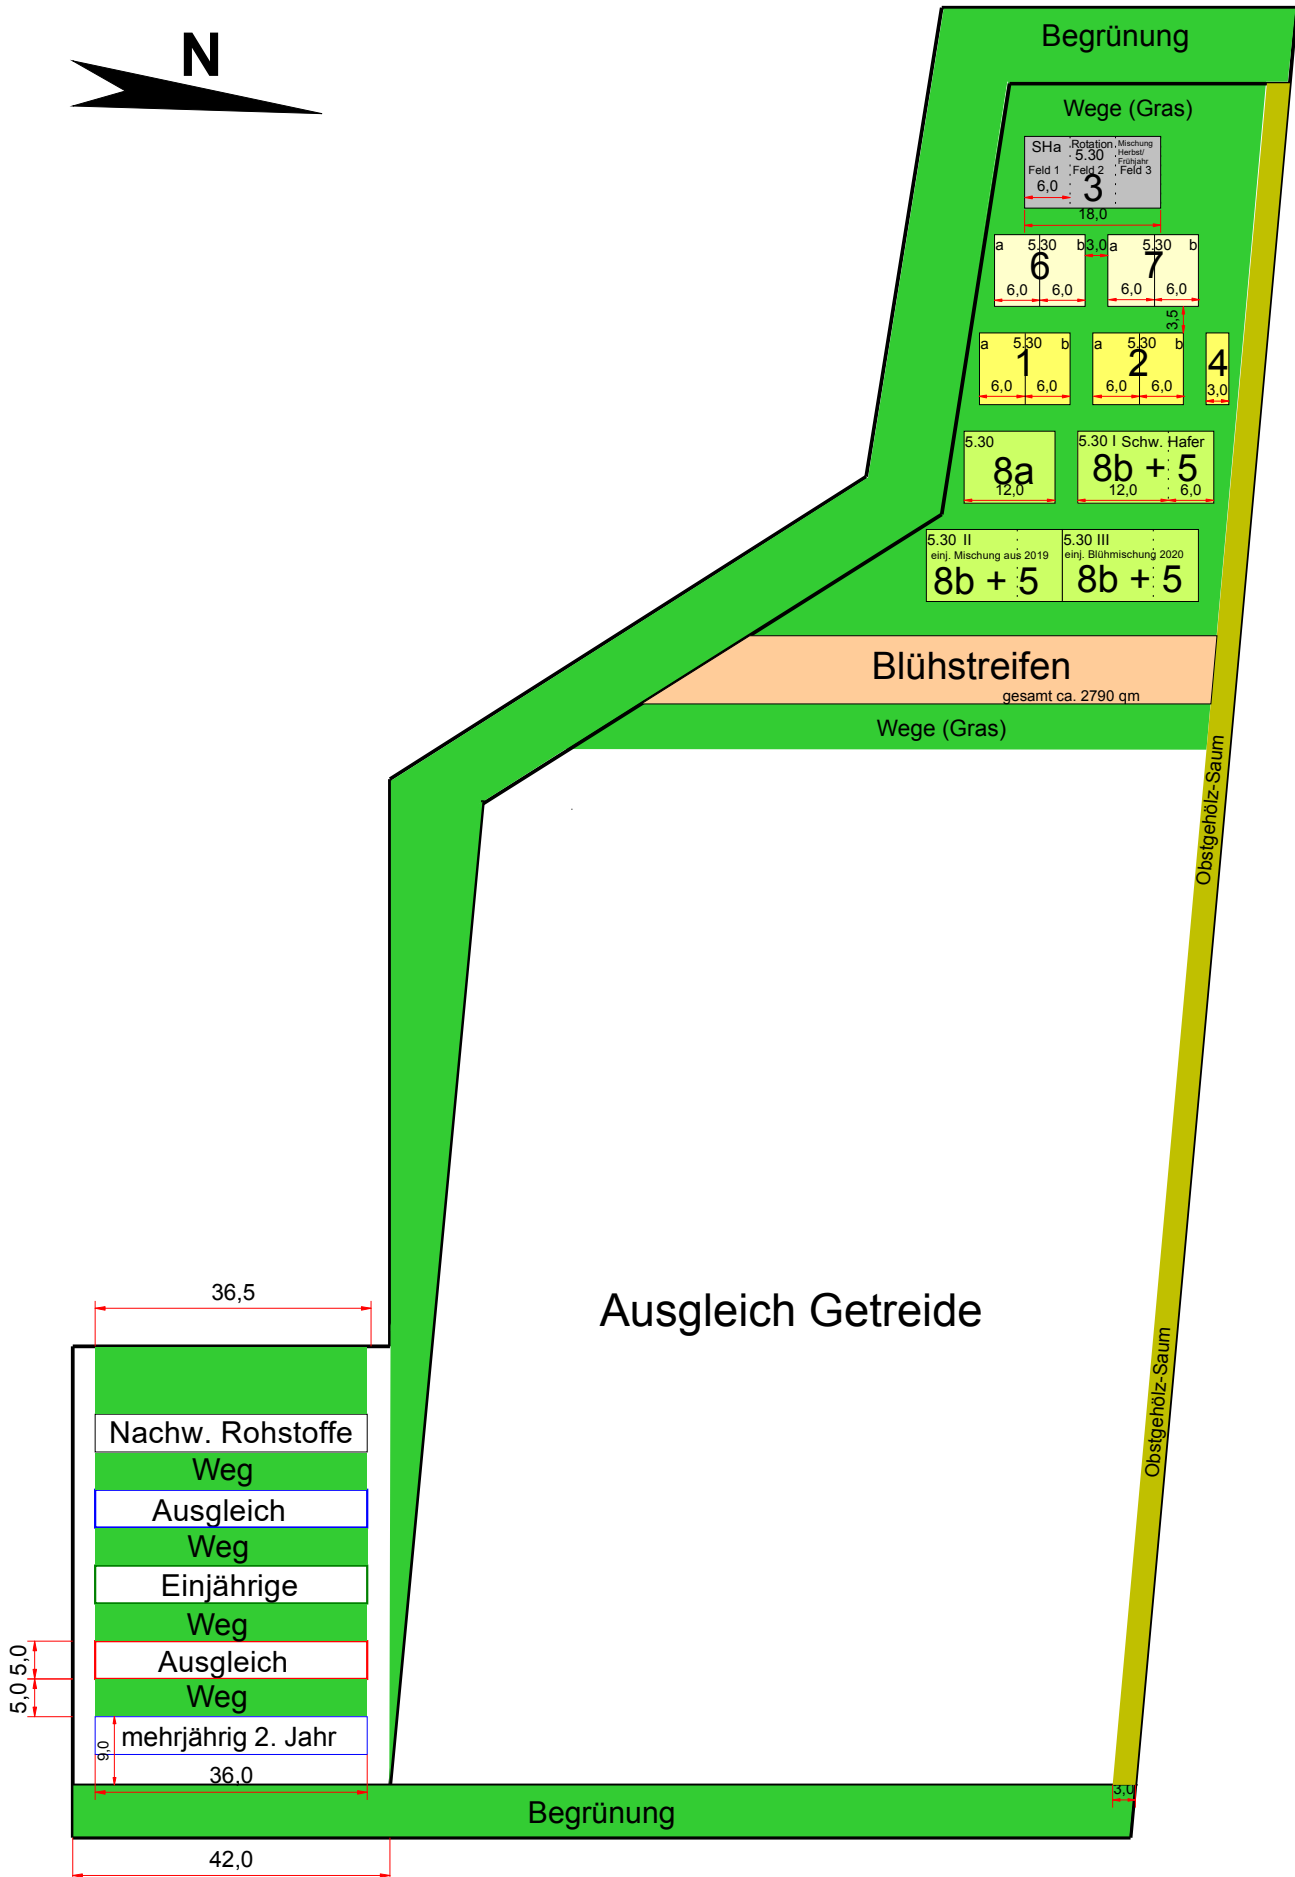 N
Begrünung
Wege (Gras)
SHa
Rotation
5.30
Mischung
Herbst/
Frühjahr
Feld 1
Feld 2
Feld 3
6,0
3
18,0
a 5.30 b
6
6,0 6,0
3,0
a 5.30 b
7
6,0 6,0
3,5
a 5.30 b
1
6,0 6,0
a 5.30 b
2
6,0 6,0
4
3,0
5.30
8a
12,0
5.30 I Schw. Hafer
8b + 5
12,0 6,0
5.30 II
einj. Mischung aus 2019
8b + 5
5.30 III
einj. Blühmischung 2020
8b + 5
Blühstreifen
gesamt ca. 2790 qm
Wege (Gras)
Obstgehölz-Saum
Ausgleich Getreide
Obstgehölz-Saum
36,5
Nachw. Rohstoffe
Weg
Ausgleich
Weg
Einjährige
Weg
5,0
Ausgleich
5,0
Weg
9,0
mehrjährig 2. Jahr
36,0
3,0
Begrünung
42,0